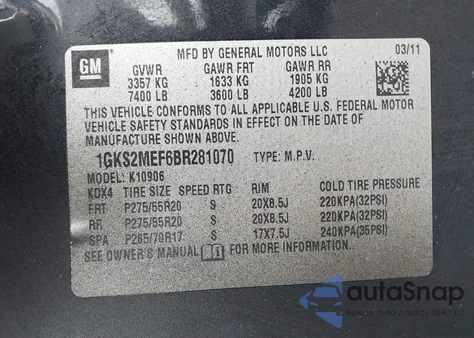 GM
MFD BY GENERAL MOTORS LLC 03/11
GVWR GAWR FRT GAWR RR
3357 KG 1633 KG 1905 KG
7400 LB 3600 LB 4200 LB
THIS VEHICLE CONFORMS TO ALL APPLICABLE U.S. FEDERAL MOTOR
VEHICLE SAFETY STANDARDS IN EFFECT ON THE DATE OF
MANUFACTURE SHOWN ABOVE.
1GKS2MEF6BR281070 TYPE: M.P.V.
MODEL: K10906
KDX4 TIRE SIZE SPEED RTG RIM COLD TIRE PRESSURE
FRT P275/55R20 S 20X8.5J 220KPA(32PSI)
RR P275/55R20 S 20X8.5J 220KPA(32PSI)
SPA P265/70R17 S 17X7.5J 240KPA(35PSI)
SEE OWNER'S MANUAL
autoSnap